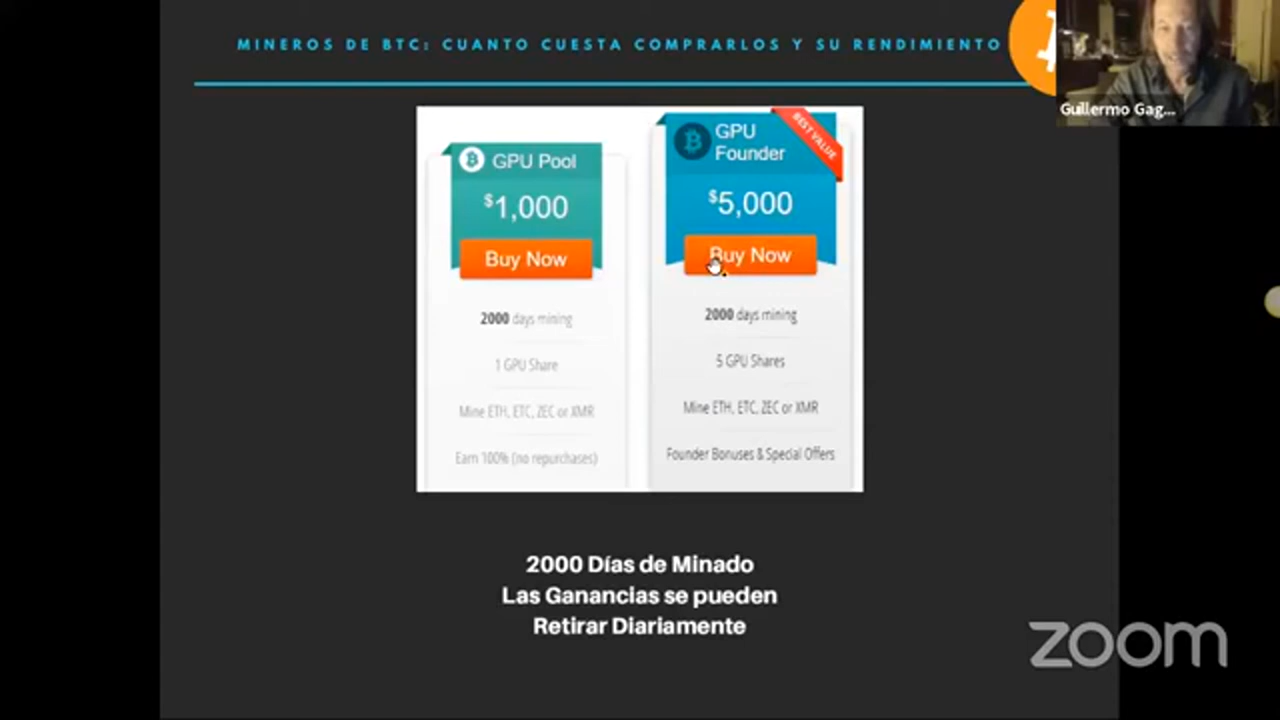 MINEROS DE BTC: CUANTO CUESTA COMPRARLOS Y SU RENDIMIENTO
Guillermo Gag...
GPU Pool
$1,000
Buy Now
2000 days mining
1 GPU Share
Mine ETH, ETC, ZEC or XMR
Earn 100% (no repurchases)
BEST VALUE
GPU
Founder
$5,000
Buy Now
2000 days mining
5 GPU Shares
Mine ETH, ETC, ZEC or XMR
Founder Bonuses & Special Offers
2000 Días de Minado
Las Ganancias se pueden
Retirar Diariamente
zoom